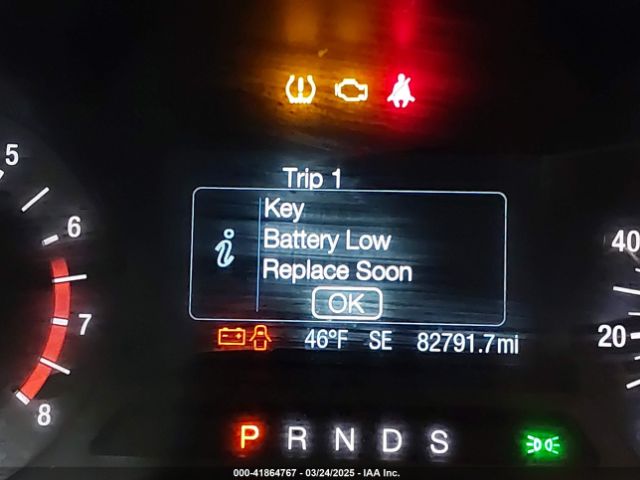 Trip 1
Key
Battery Low
Replace Soon
OK
46°F SE 82791.7mi
P R N D S
5
6
7
8
40
20
000-41864767 - 03/24/2025 - IAA Inc.